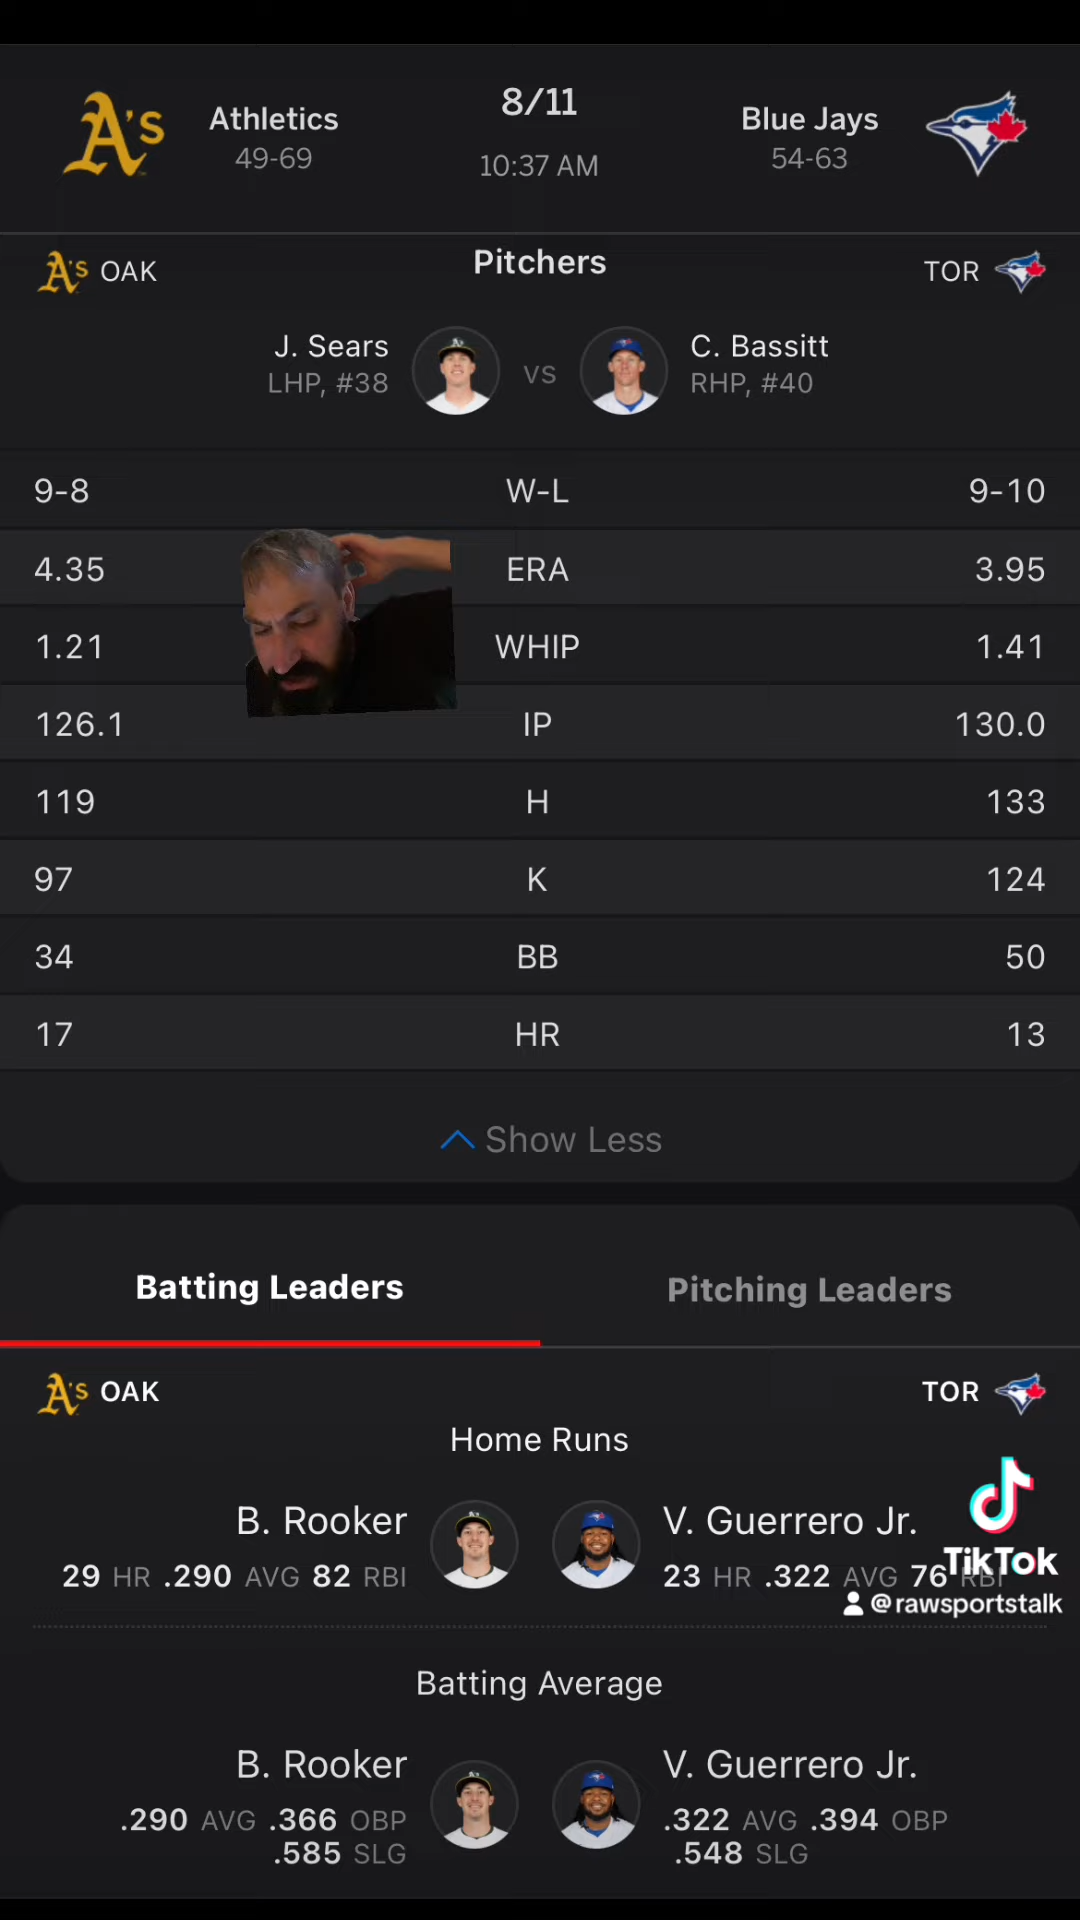 A's Athletics 8/11 Blue Jays
49-69 10:37 AM 54-63
A's OAK Pitchers TOR
J. Sears vs C. Bassitt
LHP, #38 RHP, #40
9-8 W-L 9-10
4.35 ERA 3.95
1.21 WHIP 1.41
126.1 IP 130.0
119 H 133
97 K 124
34 BB 50
17 HR 13
Show Less
Batting Leaders Pitching Leaders
A's OAK TOR
Home Runs
B. Rooker V. Guerrero Jr.
29 HR .290 AVG 82 RBI 23 HR .322 AVG 76 RBI
TikTok
@rawsportstalk
Batting Average
B. Rooker V. Guerrero Jr.
.290 AVG .366 OBP .322 AVG .394 OBP
.585 SLG .548 SLG